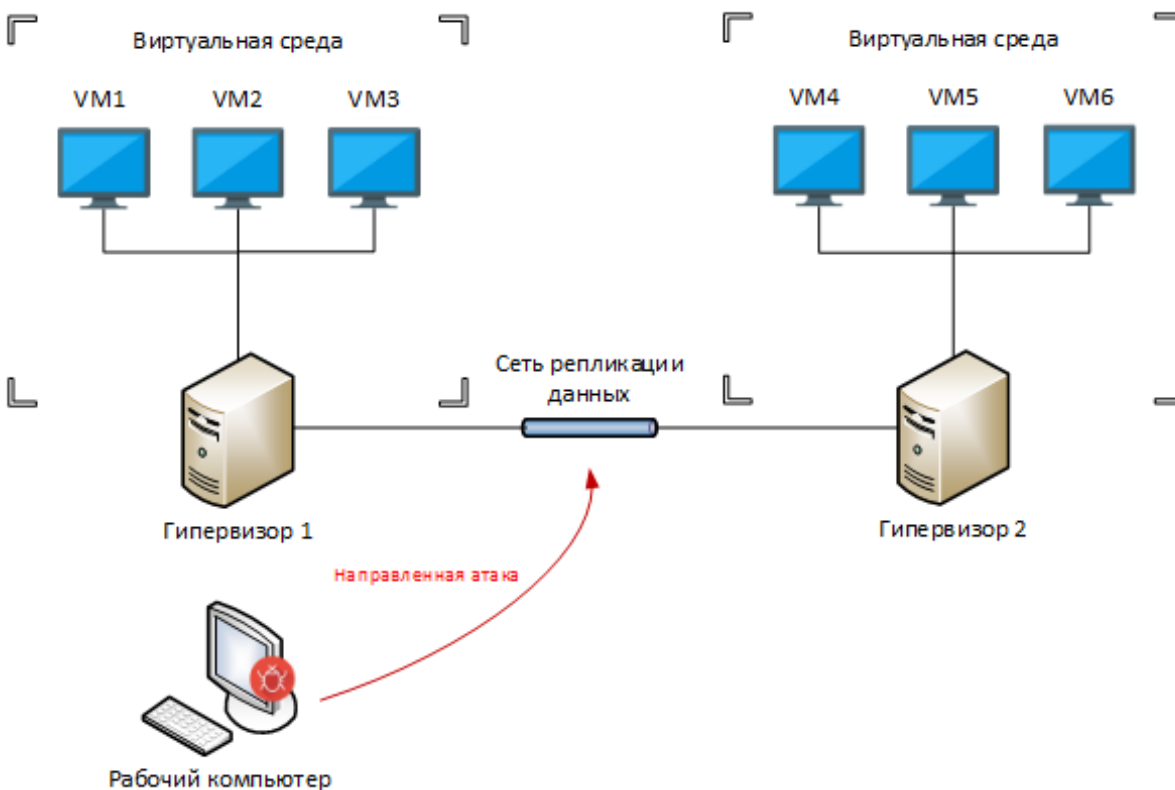 Виртуальная среда
Виртуальная среда
VM1 VM2 VM3
VM4 VM5 VM6
Сеть репликации
данных
Гипервизор 1
Гипервизор 2
Направленная атака
Рабочий компьютер